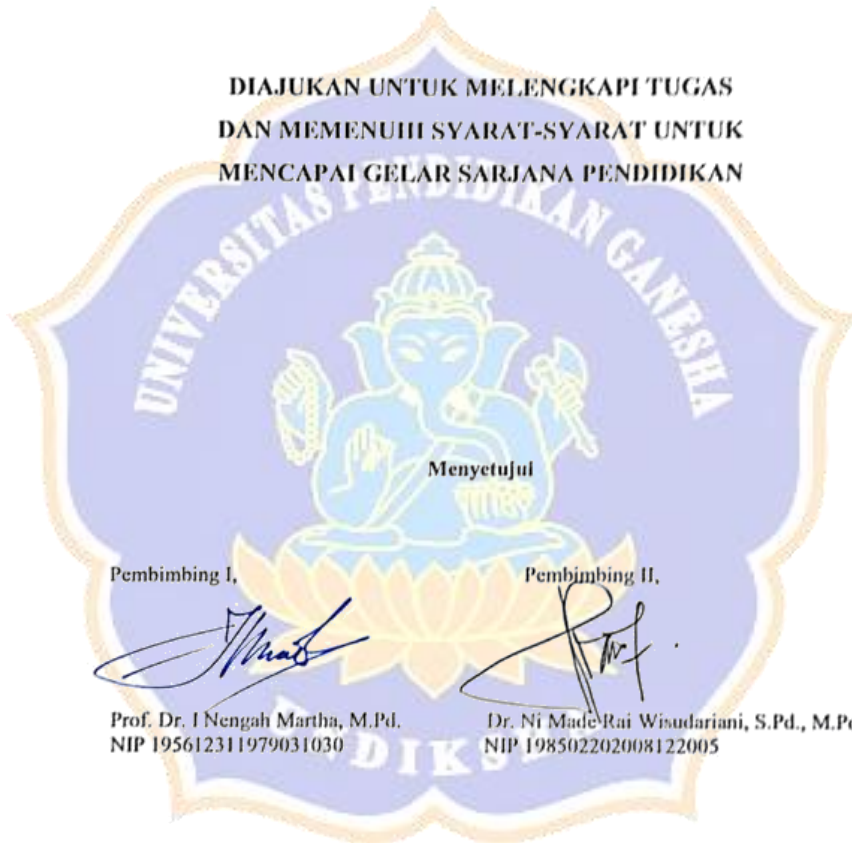 DIAJUKAN UNTUK MELENGKAPI TUGAS
DAN MEMENUHI SYARAT-SYARAT UNTUK
MENCAPAI GELAR SARJANA PENDIDIKAN
UNIVERSITAS PENDIDIKAN GANESHA
Menyetujui
Pembimbing I,
Pembimbing II,
Prof. Dr. I Nengah Martha, M.Pd.
Dr. Ni Made Rai Wisudariani, S.Pd., M.Pd
NIP 195612311979031030
NIP 198502202008122005
UNDIKSHA